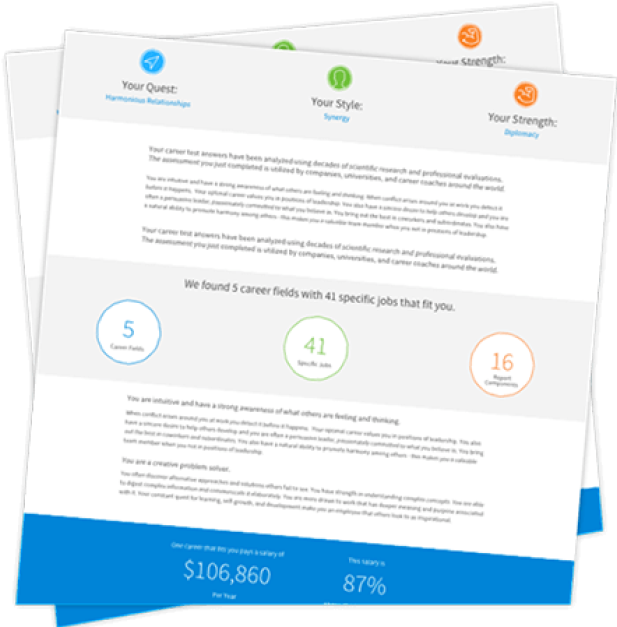 Your Strength:
Your Quest:
Harmonious Relationships
Your Style:
Synergy
Your Strength:
Diplomacy
Your career test answers have been analyzed using decades of scientific research and professional evaluations.
The assessment you just completed is utilized by companies, universities, and career coaches around the world.
You are intuitive and have a strong awareness of what others are feeling and thinking. When conflict arises around you at work you detect it
before it happens. Your optimal career values you in positions of leadership. You also have a sincere desire to help others develop and you are
often a persuasive leader, passionately committed to what you believe in. You bring out the best in coworkers and subordinates. You also have
a natural ability to promote harmony among others - this makes you a valuable team member when you not in positions of leadership
Your career test answers have been analyzed using decades of scientific research and professional evaluations.
The assessment you just completed is utilized by companies, universities, and career coaches around the world.
We found 5 career fields with 41 specific jobs that fit you.
5
Career Fields
41
Specific Jobs
16
Report
Components
You are intuitive and have a strong awareness of what others are feeling and thinking.
When conflict arises around you at work you detect it before it happens. Your optimal career values you in positions of leadership. You also
have a sincere desire to help others develop and you are often a persuasive leader, passionately committed to what you believe in. You bring
out the best in coworkers and subordinates. You also have a natural ability to promote harmony among others - this makes you a valuable
team member when you not in positions of leadership
You are a creative problem solver.
You often discover alternative approaches and solutions others fail to see. You have strength in understanding complex concepts. You are able
to digest complex information and communicate it elaborately. You are more driven to work that has deeper meaning and purpose associated
with it. Your constant quest for learning, self growth, and development make you an employee that others look to as inspirational.
One career that fits you pays a salary of
$106,860
Per Year
This salary is
87%